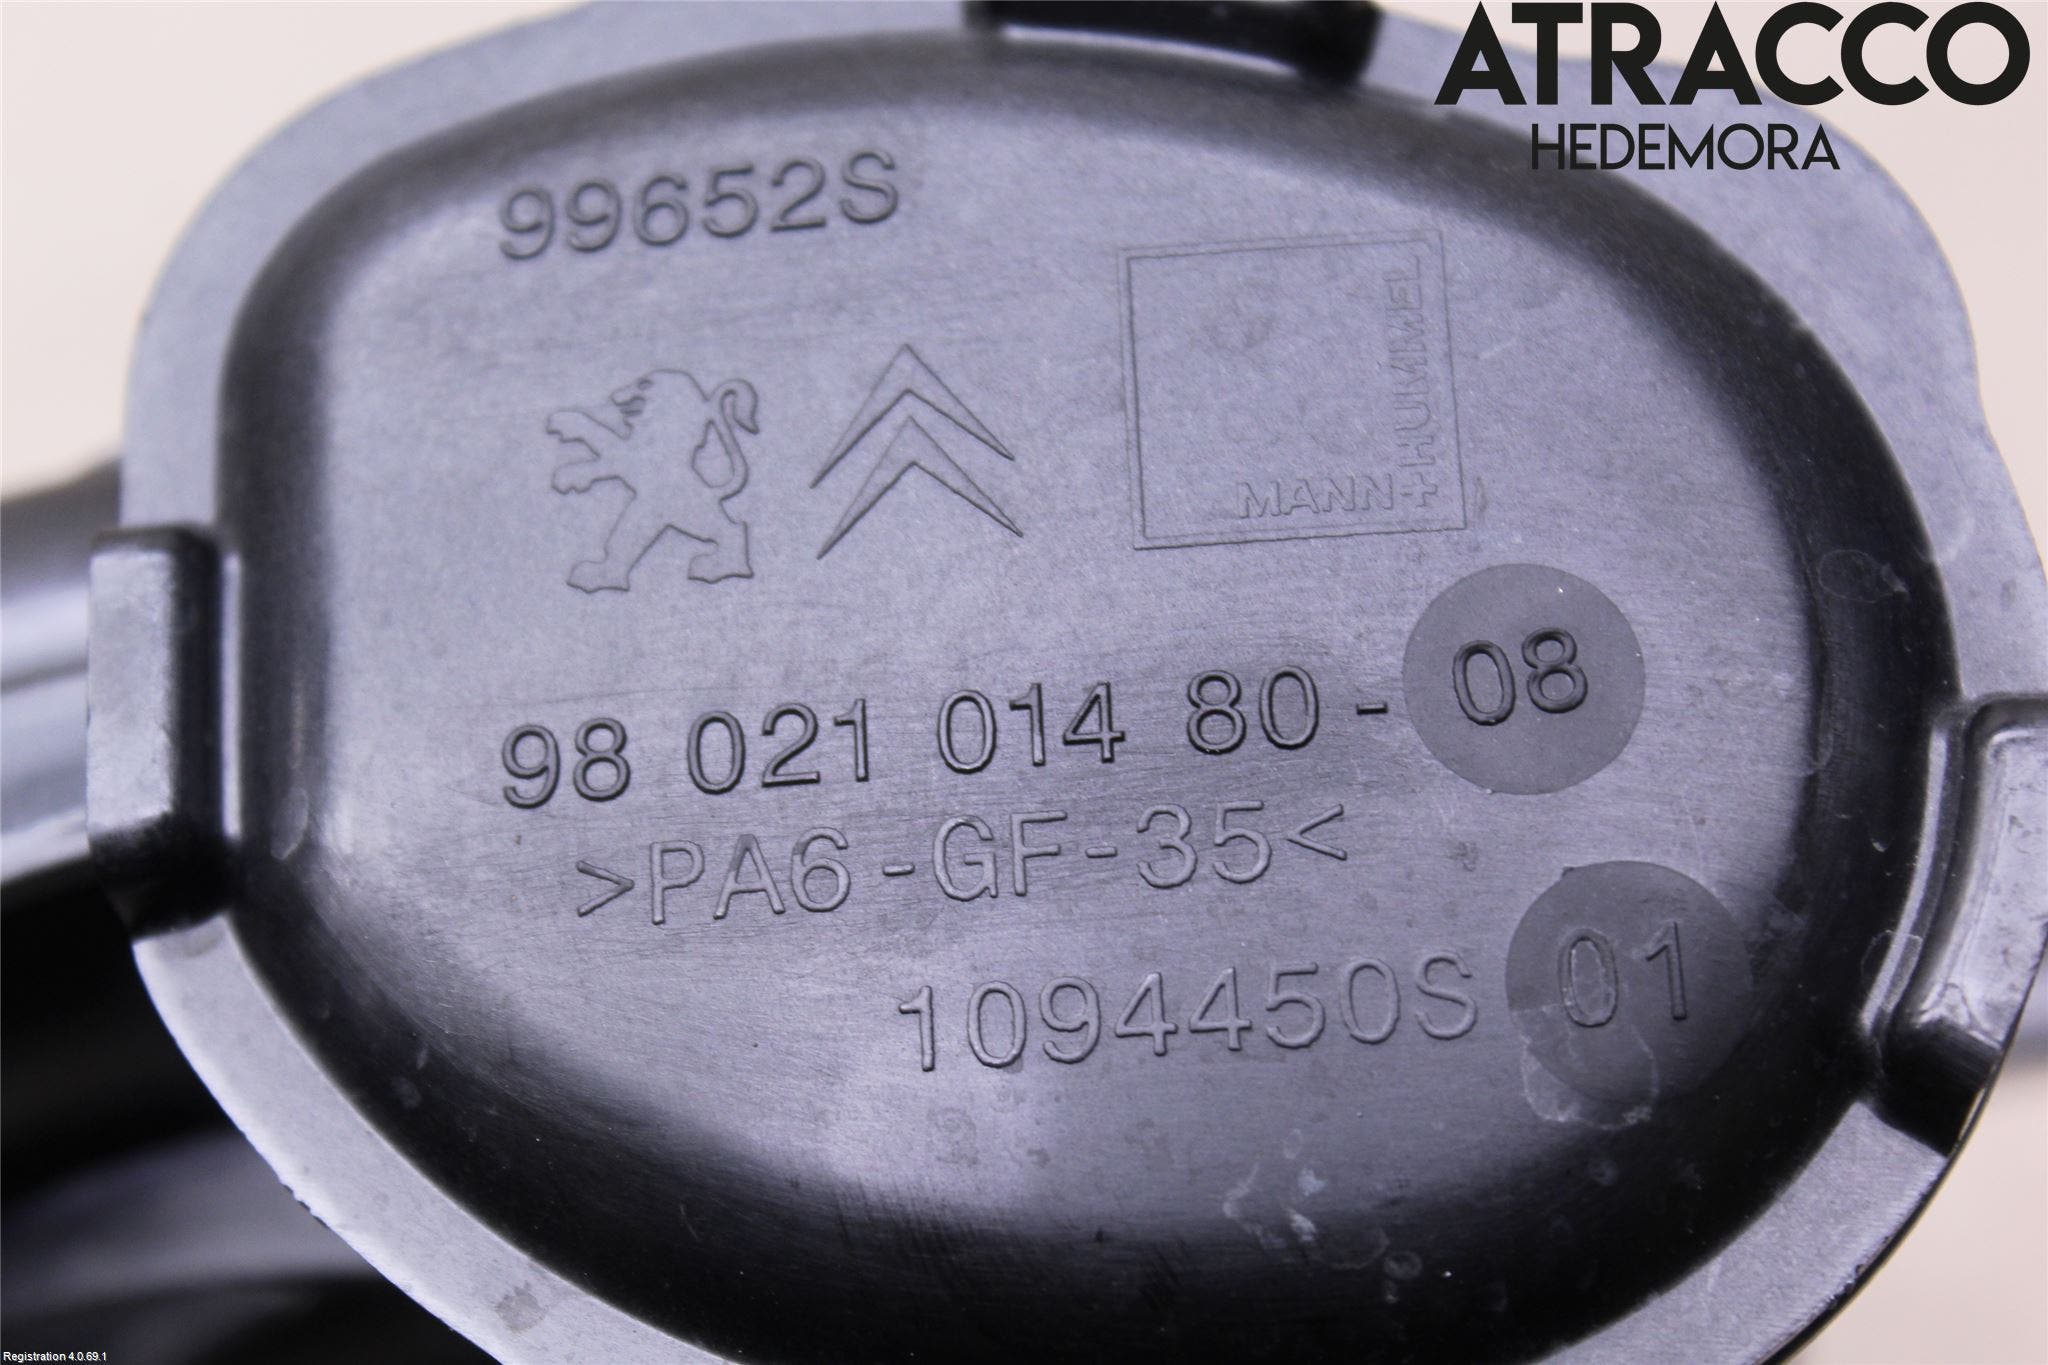 ATRACCO
HEDEMORA
99652S
MANN+HUMMEL
98 021 014 80 - 08
>PA6-GF-35<
1094450S 01
Registration 4.0.69.1